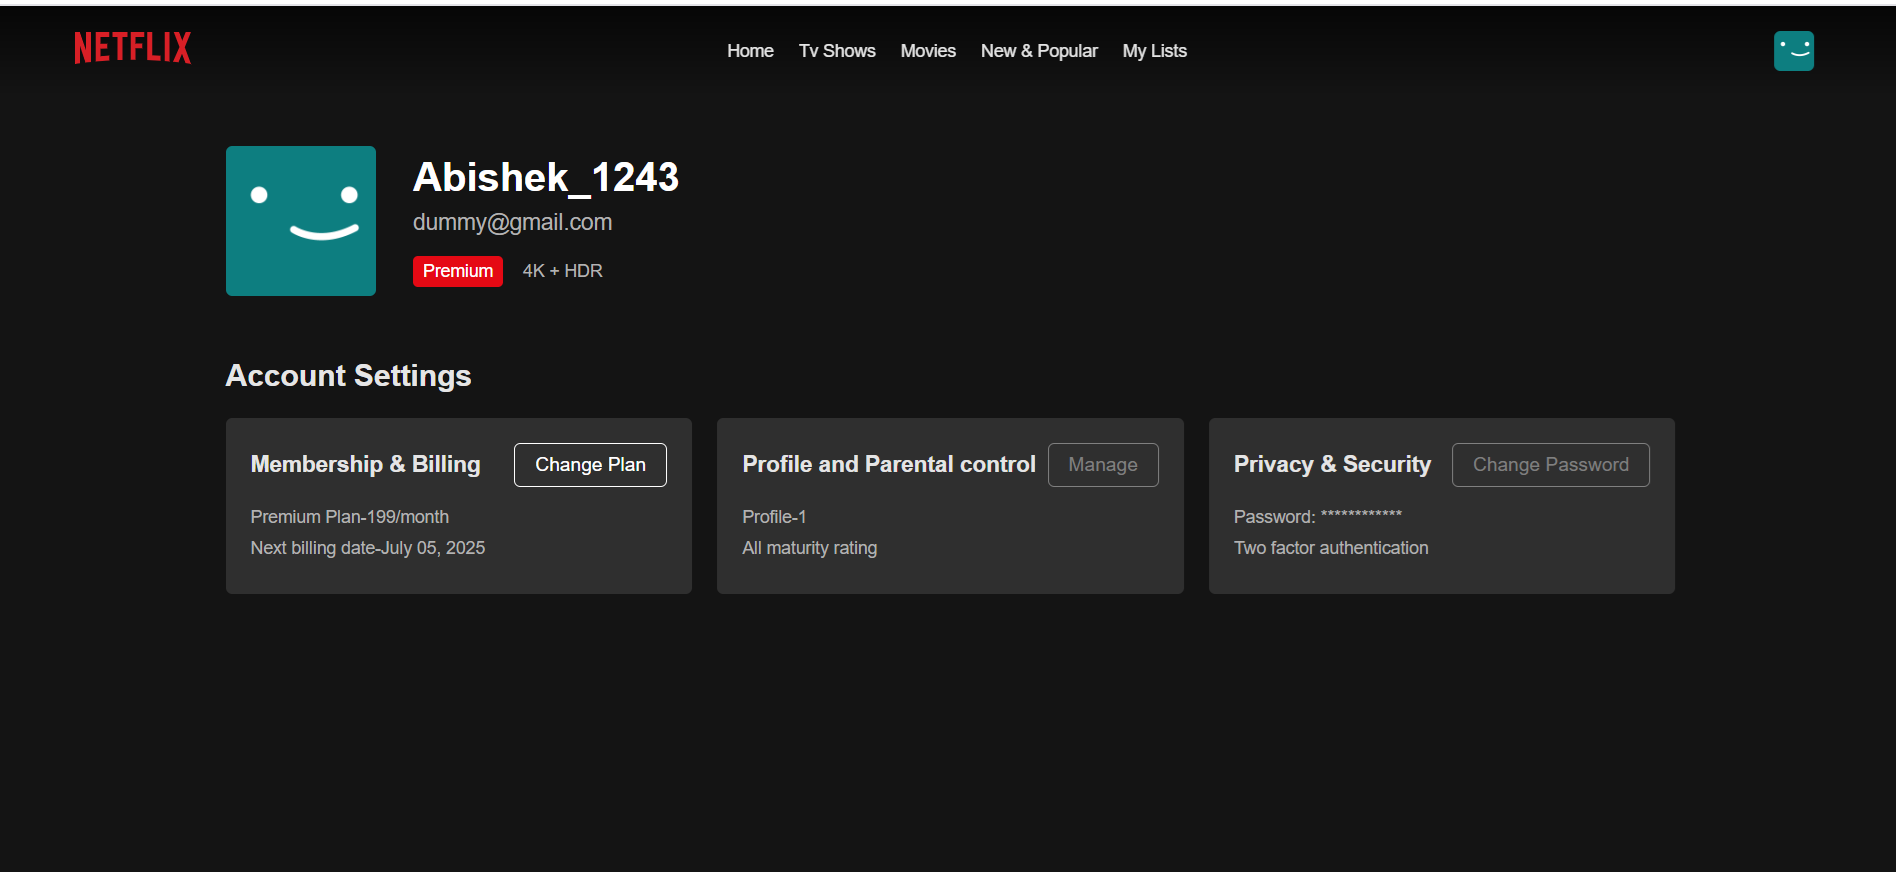 NETFLIX
Home Tv Shows Movies New & Popular My Lists
Abishek_1243
dummy@gmail.com
Premium 4K + HDR
Account Settings
Membership & Billing Change Plan
Premium Plan-199/month
Next billing date-July 05, 2025
Profile and Parental control Manage
Profile-1
All maturity rating
Privacy & Security Change Password
Password: ************
Two factor authentication